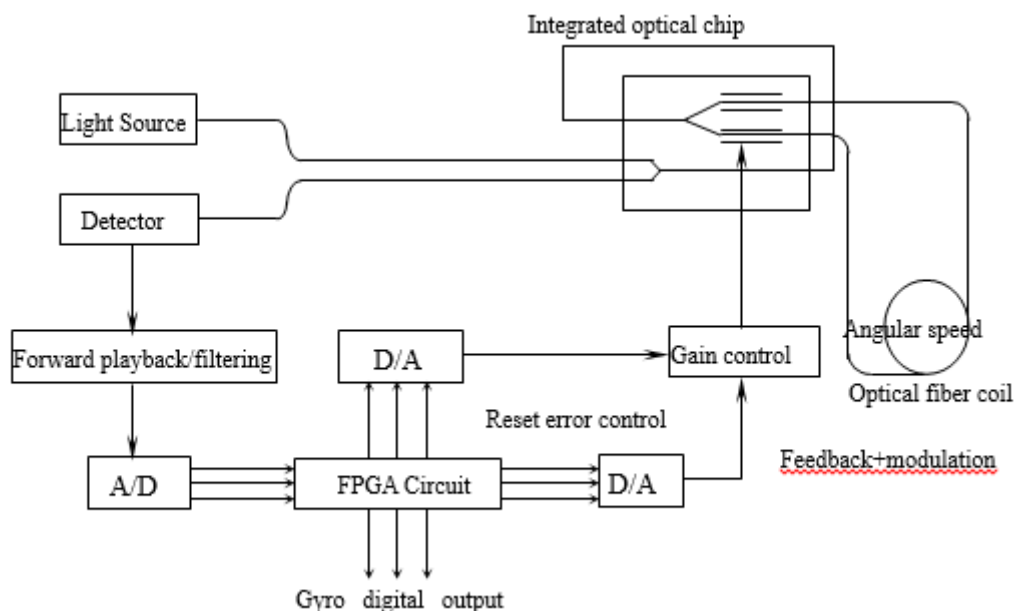 Integrated optical chip
Light Source
Detector
Angular speed
Forward playback/filtering
D/A
Gain control
Optical fiber coil
Reset error control
Feedback+modulation
A/D
FPGA Circuit
D/A
Gyro digital output